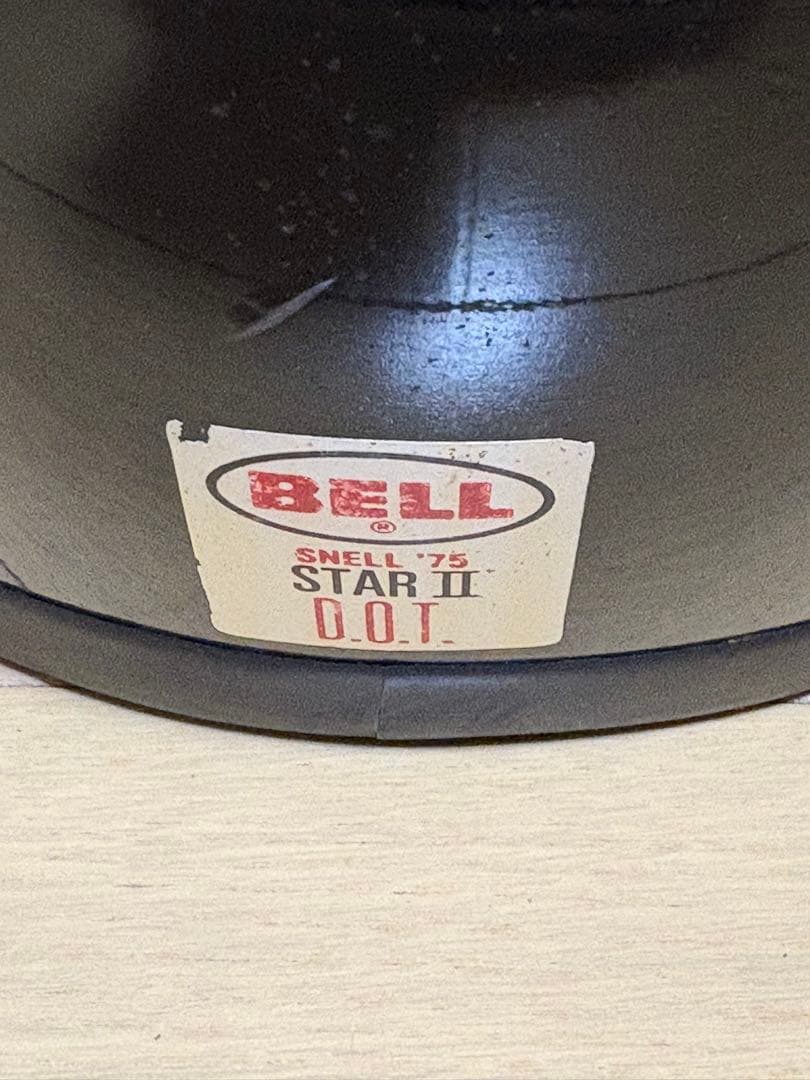 BELL
®
SNELL '75
STAR II
D.O.T.